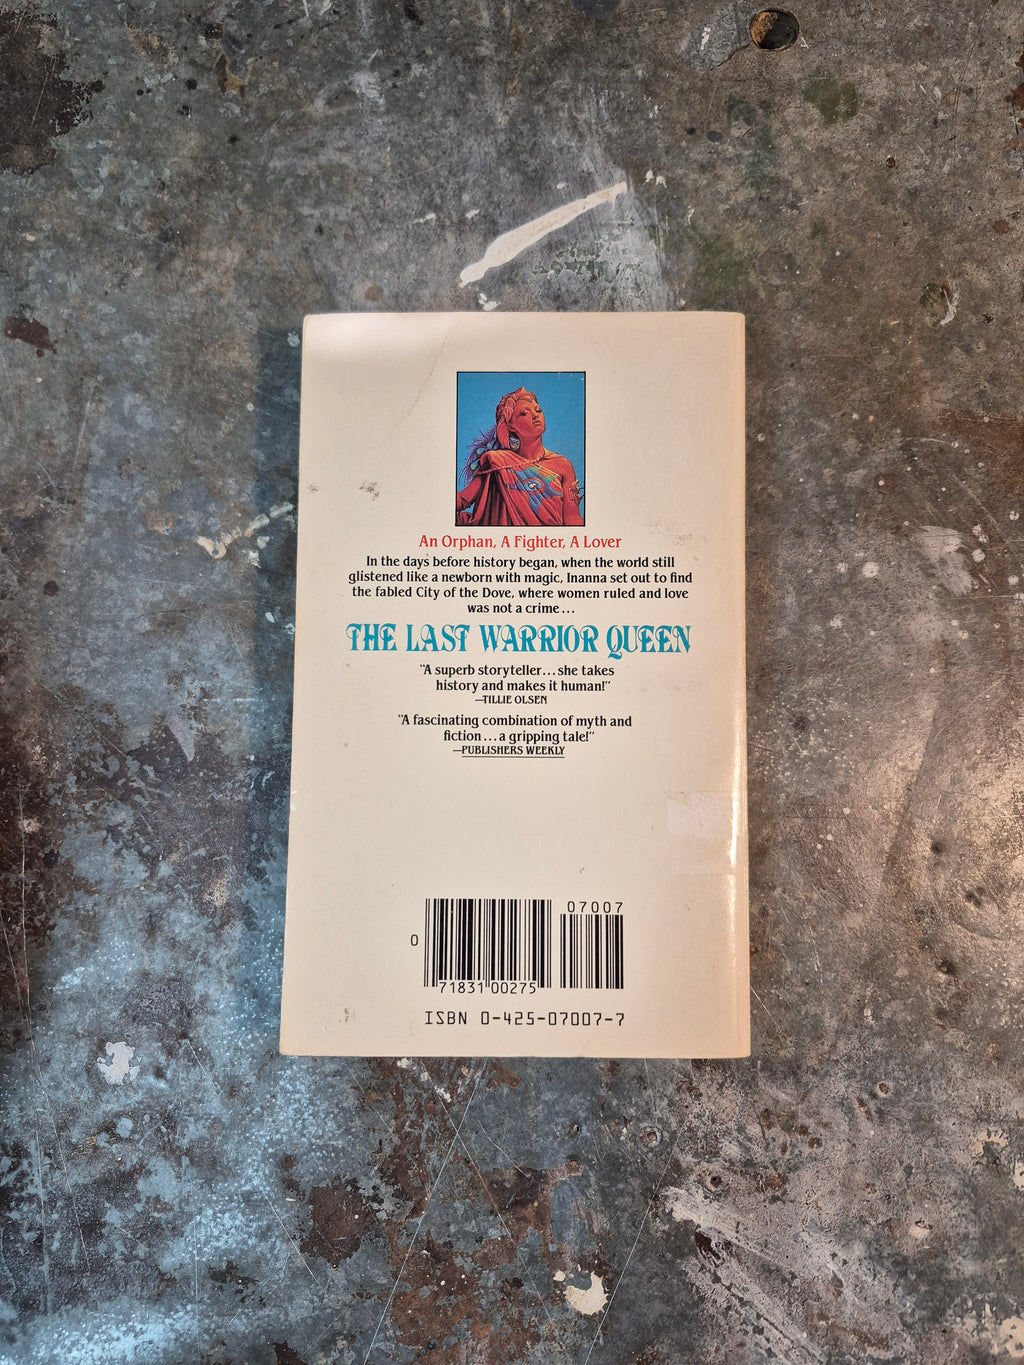 An Orphan, A Fighter, A Lover
In the days before history began, when the world still
glistened like a newborn with magic, Inanna set out to find
the fabled City of the Dove, where women ruled and love
was not a crime...
THE LAST WARRIOR QUEEN
"A superb storyteller...she takes
history and makes it human!"
—TILLIE OLSEN
"A fascinating combination of myth and
fiction...a gripping tale!"
—PUBLISHERS WEEKLY
07007
0
71831 00275
ISBN 0-425-07007-7